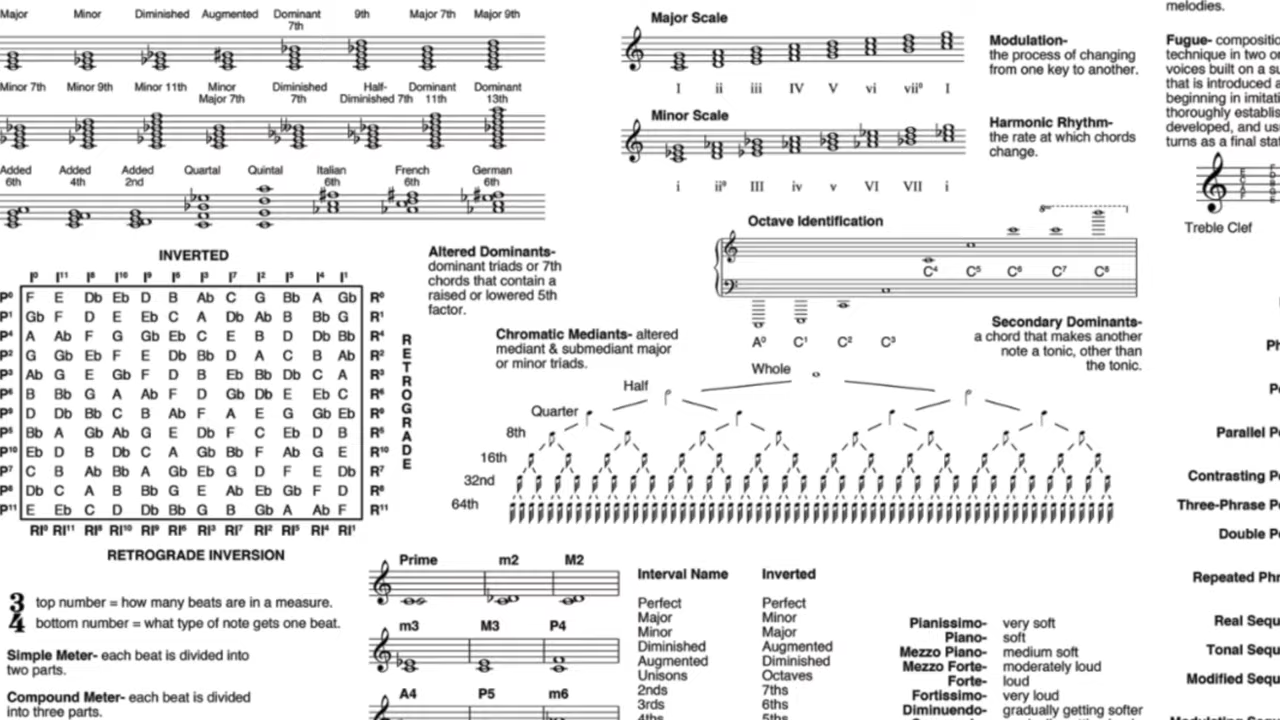 Major Minor Diminished Augmented Dominant 7th 9th Major 7th Major 9th
Minor 7th Minor 9th Minor 11th Minor Major 7th Diminished 7th Half-Diminished 7th Dominant 11th Dominant 13th
Added 6th Added 4th Added 2nd Quartal Quintal Italian 6th French 6th German 6th
Major Scale
I ii iii IV V vi vii° I
Minor Scale
i ii° III iv v VI VII i
Modulation-
the process of changing
from one key to another.
Harmonic Rhythm-
the rate at which chords
change.
melodies.
Fugue- compositio
technique in two or
voices built on a su
that is introduced a
beginning in imitati
thoroughly establis
developed, and us
turns as a final stat
Treble Clef
INVERTED
I⁰ I¹¹ I⁸ I¹⁰ I⁹ I⁶ I³ I⁷ I² I⁵ I⁴ I¹
P⁰ F E Db Eb D B Ab C G Bb A Gb R⁰
P¹ Gb F D E Eb C A Db Ab B Bb G R¹
P⁴ A Ab F G Gb Eb C E B D Db Bb R⁴
P² G Gb Eb F E Db Bb D A C B Ab R²
P³ Ab G E Gb F D B Eb Bb Db C A R³
P⁶ B Bb G A Ab F D Gb Db E Eb C R⁶
P⁹ D Db Bb C B Ab F A E G Gb Eb R⁹
P⁵ Bb A Gb Ab G E Db F C Eb D B R⁵
P¹⁰ Eb D B Db C A Gb Bb F Ab G E R¹⁰
P⁷ C B Ab Bb A Gb Eb G D F E Db R⁷
P⁸ Db C A B Bb G E Ab Eb Gb F D R⁸
P¹¹ E Eb C D Db Bb G B Gb A Ab F R¹¹
RI⁰ RI¹¹ RI⁸ RI¹⁰ RI⁹ RI⁶ RI³ RI⁷ RI² RI⁵ RI⁴ RI¹
RETROGRADE
RETROGRADE INVERSION
Altered Dominants-
dominant triads or 7th
chords that contain a
raised or lowered 5th
factor.
Octave Identification
8va
C⁴ C⁵ C⁶ C⁷ C⁸
A⁰ C¹ C² C³
Chromatic Mediants- altered
mediant & submediant major
or minor triads.
Secondary Dominants-
a chord that makes another
note a tonic, other than
the tonic.
Whole
Half
Quarter
8th
16th
32nd
64th
Ph
Pe
Parallel Pe
Contrasting Pe
Three-Phrase Pe
Double Pe
Repeated Phr
Real Sequ
Tonal Sequ
Modified Sequ
3
4
top number = how many beats are in a measure.
bottom number = what type of note gets one beat.
Simple Meter- each beat is divided into
two parts.
Compound Meter- each beat is divided
into three parts.
Prime m2 M2
m3 M3 P4
A4 P5 m6
Interval Name Inverted
Perfect Perfect
Major Minor
Minor Major
Diminished Augmented
Augmented Diminished
Unisons Octaves
2nds 7ths
3rds 6ths
4ths 5ths
Pianissimo- very soft
Piano- soft
Mezzo Piano- medium soft
Mezzo Forte- moderately loud
Forte- loud
Fortissimo- very loud
Diminuendo- gradually getting softer